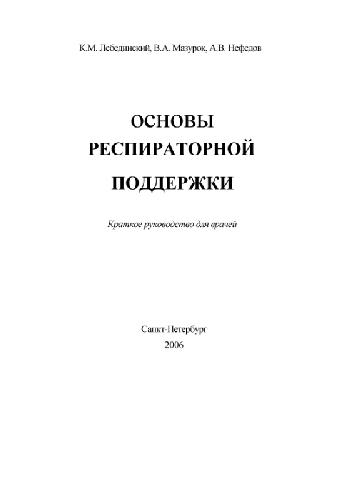 К.М. Лебединский, В.А. Мазурок, А.В. Нефедов
ОСНОВЫ
РЕСПИРАТОРНОЙ
ПОДДЕРЖКИ
Краткое руководство для врачей
Санкт-Петербург
2006